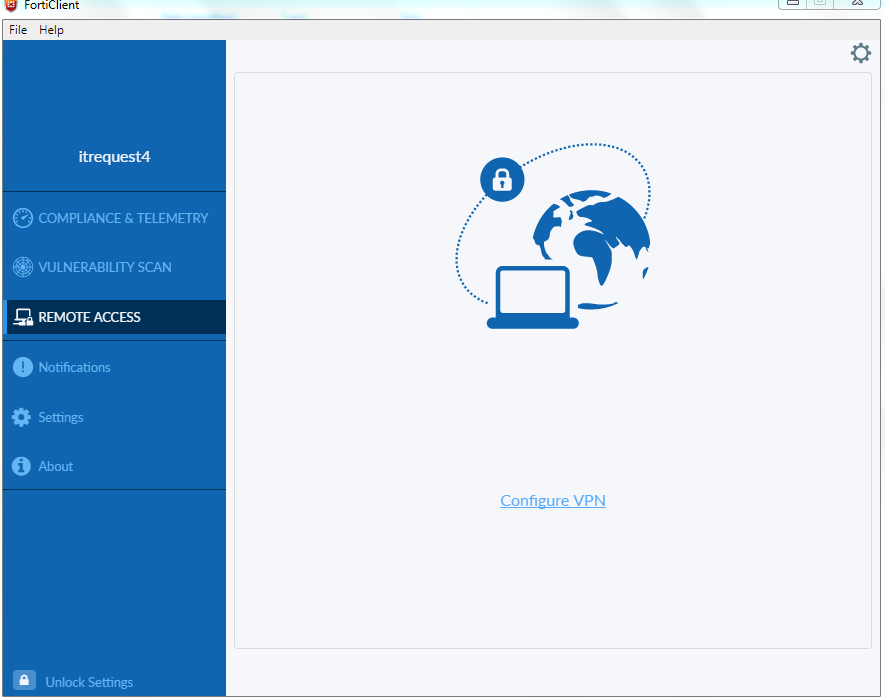 FortiClient
File Help
itrequest4
COMPLIANCE & TELEMETRY
VULNERABILITY SCAN
REMOTE ACCESS
Notifications
Settings
About
Configure VPN
Unlock Settings